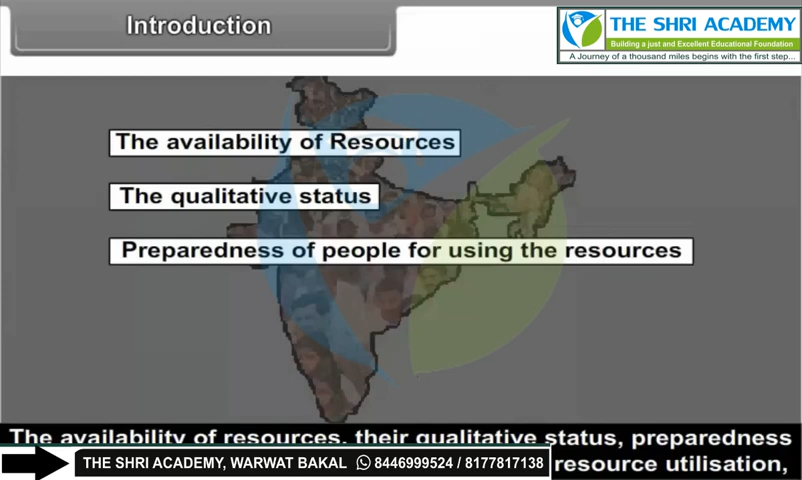 Introduction
THE SHRI ACADEMY
Building a just and Excellent Educational Foundation
A Journey of a thousand miles begins with the first step...
The availability of Resources
The qualitative status
Preparedness of people for using the resources
The availability of resources, their qualitative status, preparedness
THE SHRI ACADEMY, WARWAT BAKAL 8446999524 / 8177817138
resource utilisation,